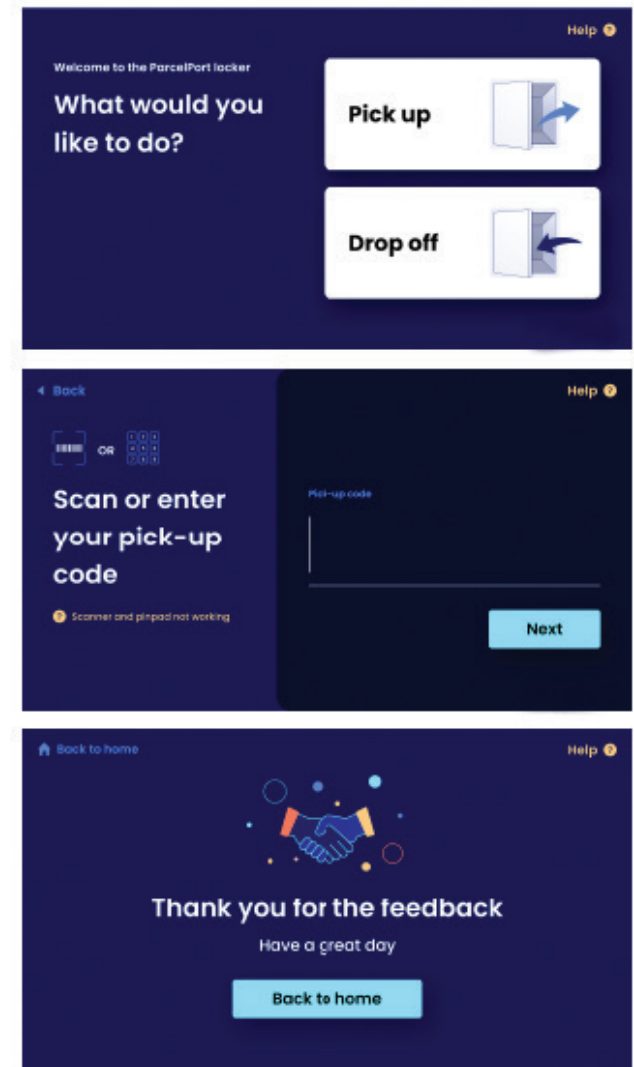 Help ?
Welcome to the ParcelPort locker
What would you
like to do?
Pick up
Drop off
Back
Help ?
OR
Scan or enter
your pick-up
code
? Scanner and pinpad not working
Pick-up code
Next
Back to home
Help ?
Thank you for the feedback
Have a great day
Back to home